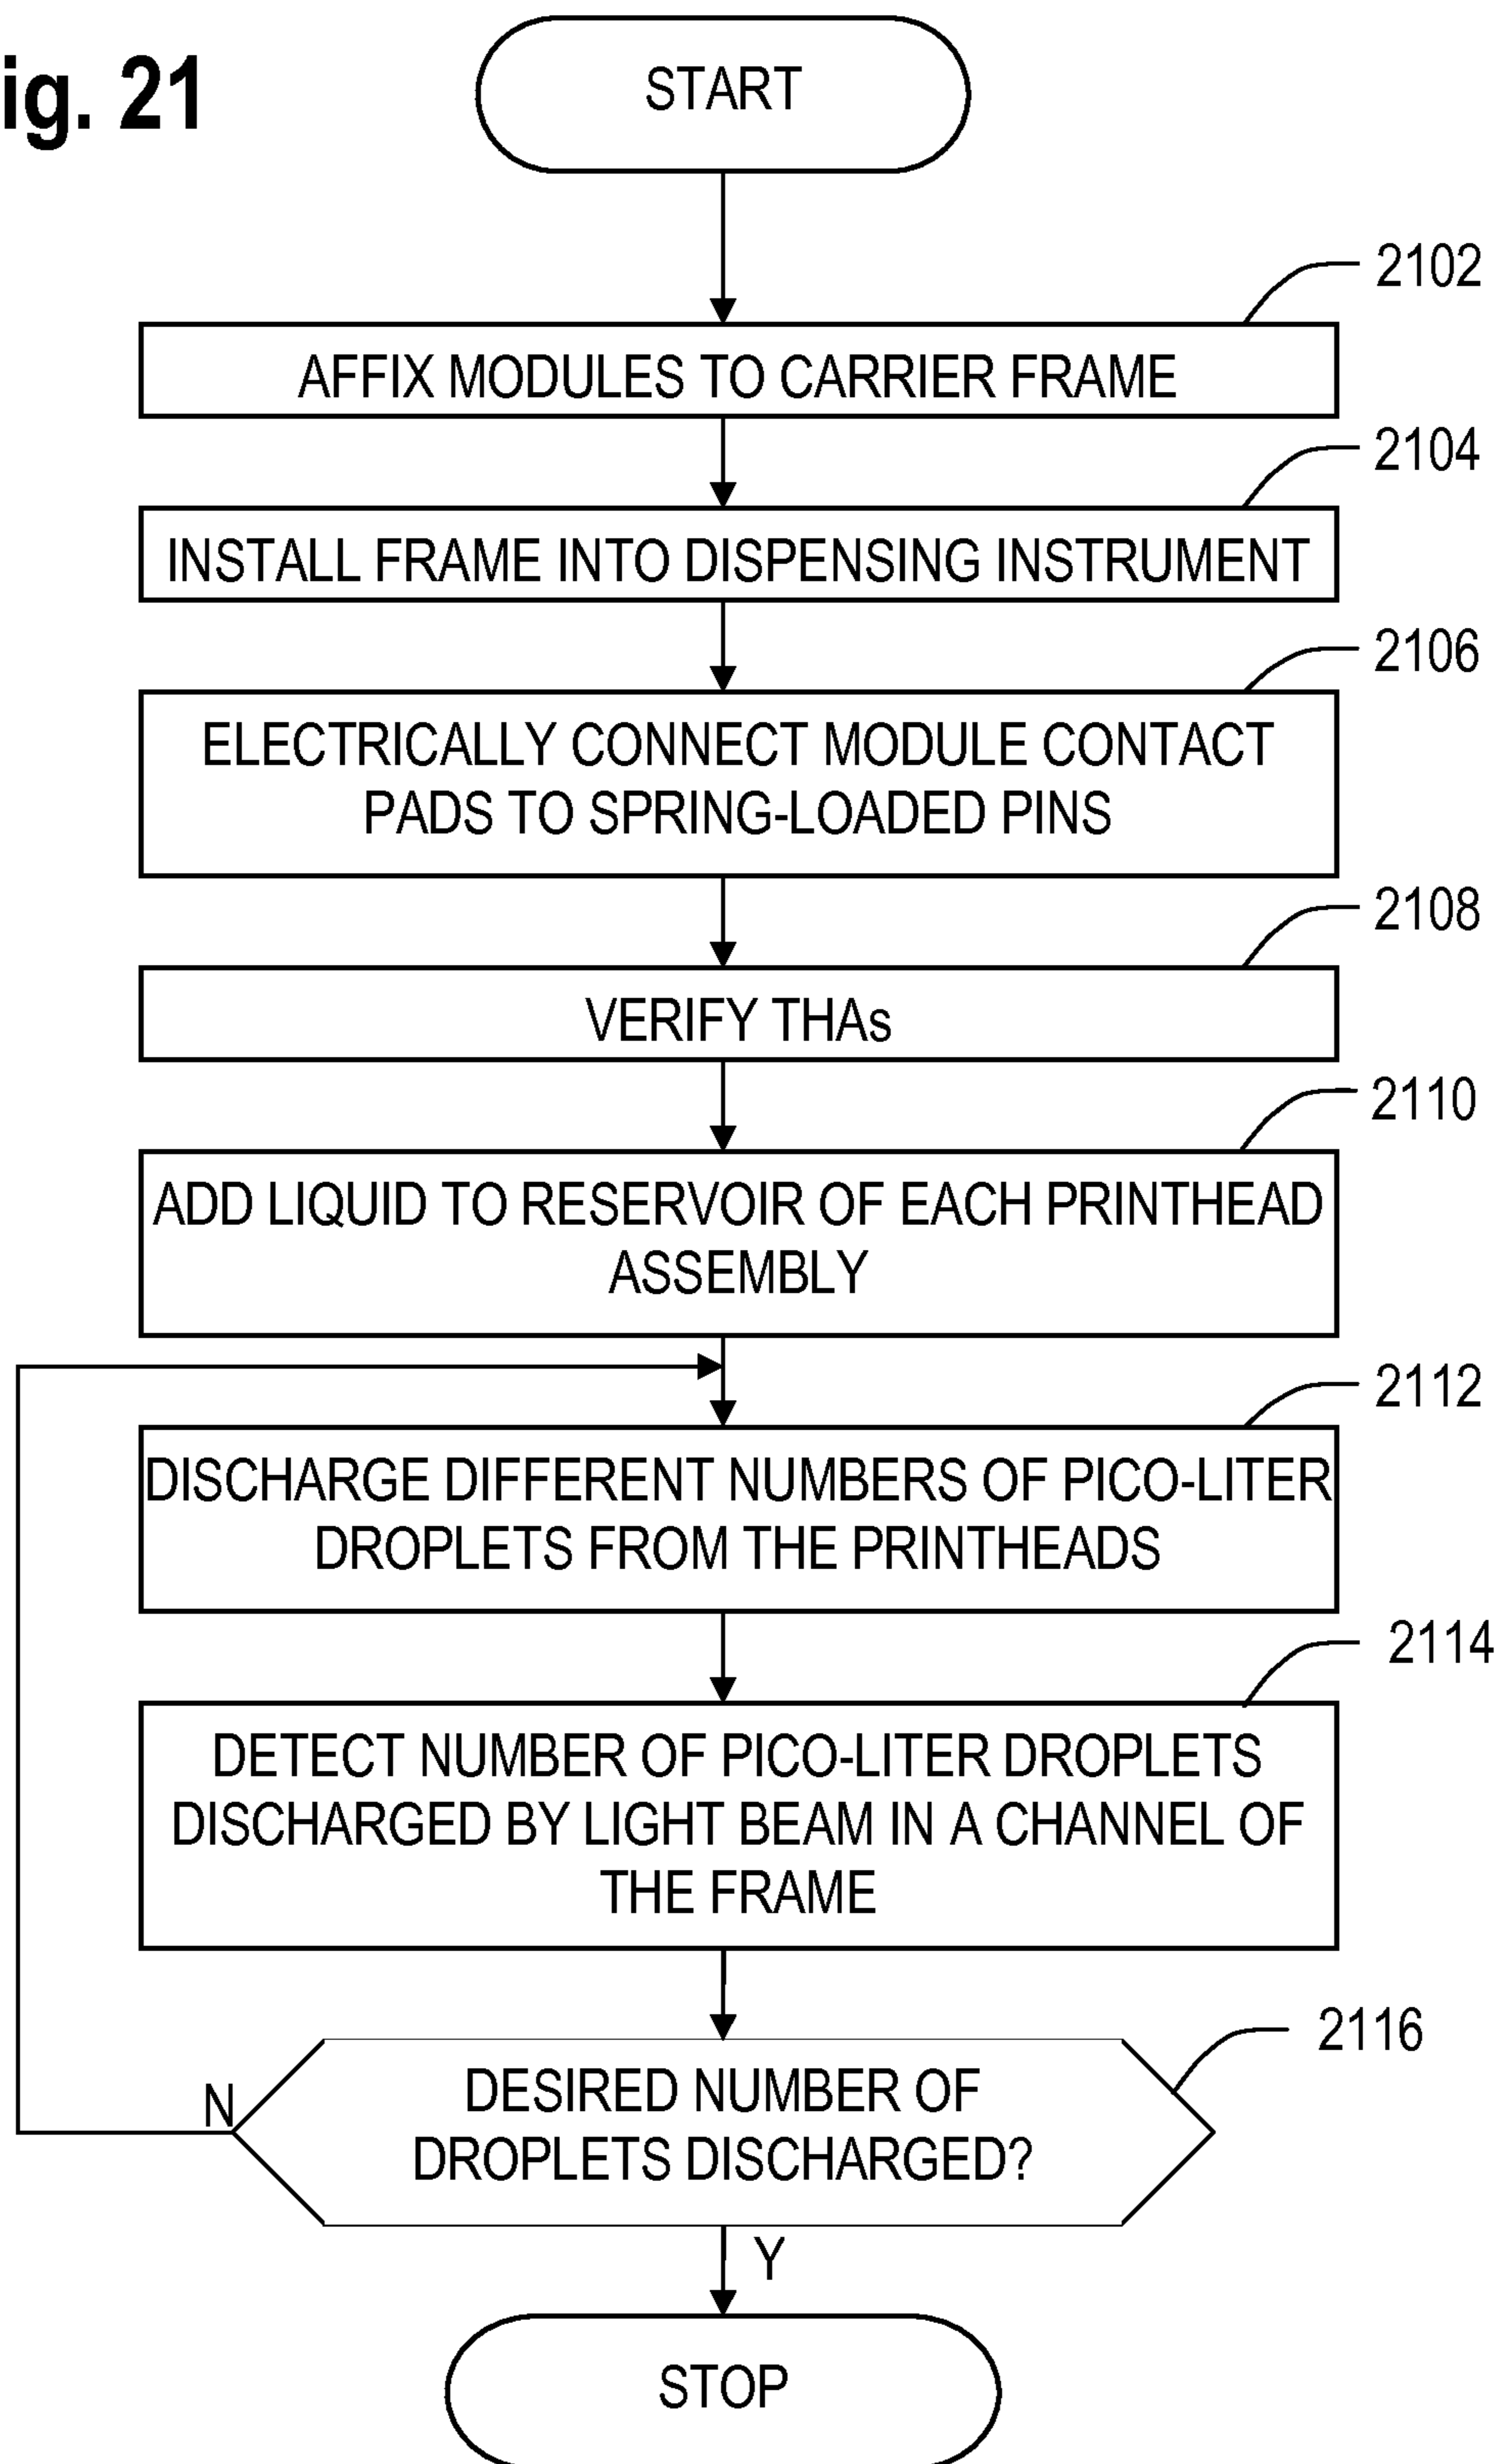 ig. 21
START
2102
AFFIX MODULES TO CARRIER FRAME
2104
INSTALL FRAME INTO DISPENSING INSTRUMENT
2106
ELECTRICALLY CONNECT MODULE CONTACT
PADS TO SPRING-LOADED PINS
2108
VERIFY THAs
2110
ADD LIQUID TO RESERVOIR OF EACH PRINTHEAD
ASSEMBLY
2112
DISCHARGE DIFFERENT NUMBERS OF PICO-LITER
DROPLETS FROM THE PRINTHEADS
2114
DETECT NUMBER OF PICO-LITER DROPLETS
DISCHARGED BY LIGHT BEAM IN A CHANNEL OF
THE FRAME
2116
N
DESIRED NUMBER OF
DROPLETS DISCHARGED?
Y
STOP